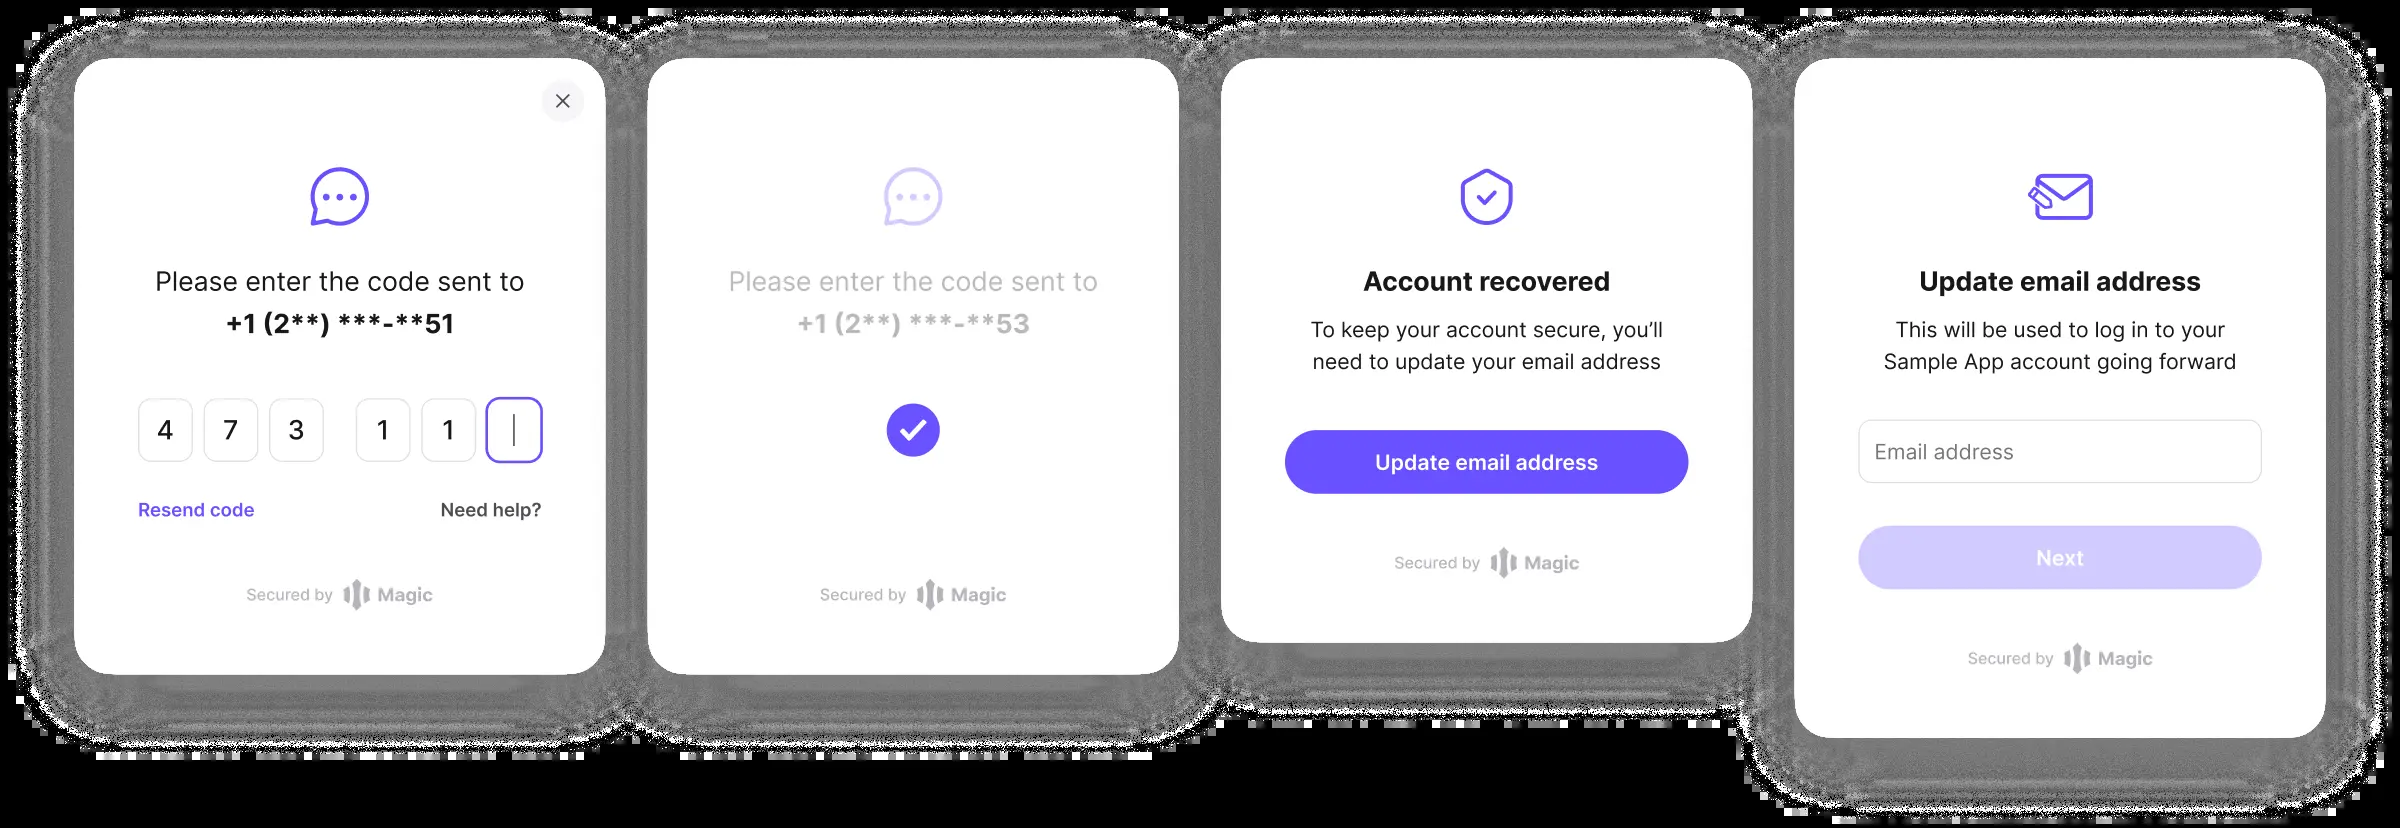 Please enter the code sent to
+1 (2**) ***-**51
4 7 3 1 1
Resend code
Need help?
Secured by Magic
Please enter the code sent to
+1 (2**) ***-**53
Secured by Magic
Account recovered
To keep your account secure, you’ll
need to update your email address
Update email address
Secured by Magic
Update email address
This will be used to log in to your
Sample App account going forward
Email address
Next
Secured by Magic